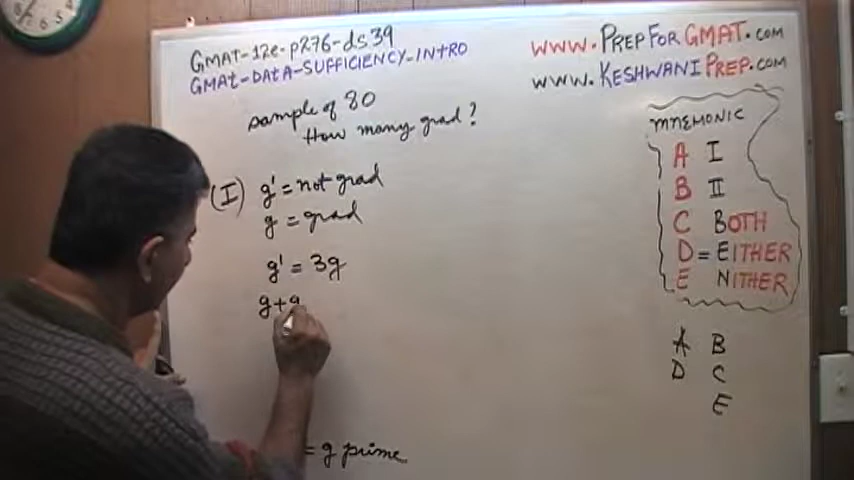 GMAT-12e-p276-ds39
GMAt-DAtA-SUFFICIENCY-INtRO
www.PREPFORGMAT.com
www.KESHWANIPREP.com
sample of 80
How many grad?
(I) g' = not grad
g = grad
g' = 3g
g+g
= g prime
MNEMONIC
A I
B II
C BOTH
D = EITHER
E NITHER
A B
D C
E